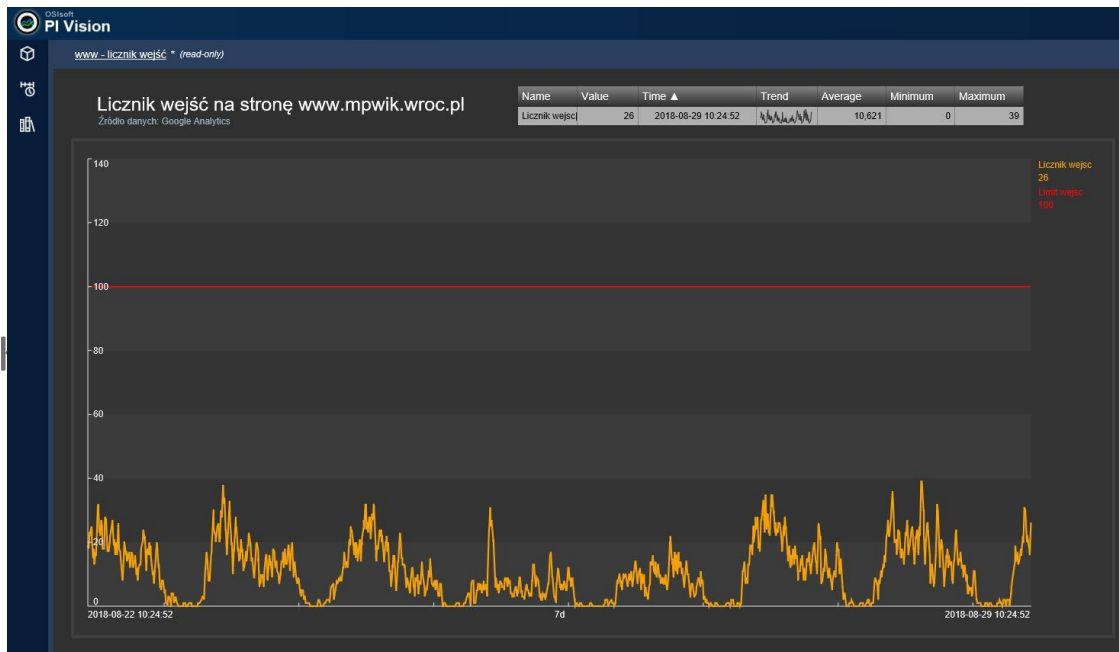 OSIsoft
PI Vision
www - licznik wejść * (read-only)
Licznik wejść na stronę www.mpwik.wroc.pl
Źródło danych: Google Analytics
Name Value Time ▲ Trend Average Minimum Maximum
Licznik wejsc 26 2018-08-29 10:24:52 10,621 0 39
140
120
100
80
60
40
20
0
2018-08-22 10:24:52 7d 2018-08-29 10:24:52
Licznik wejsc
26
Limit wejsc
100